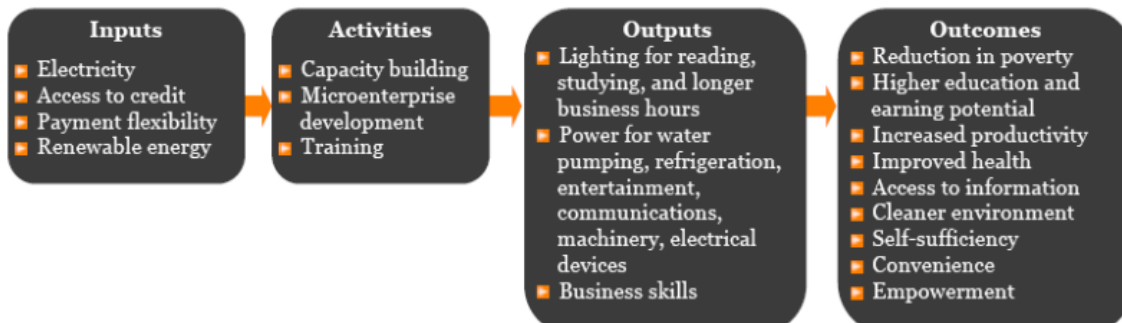 Inputs
Electricity
Access to credit
Payment flexibility
Renewable energy
Activities
Capacity building
Microenterprise
development
Training
Outputs
Lighting for reading,
studying, and longer
business hours
Power for water
pumping, refrigeration,
entertainment,
communications,
machinery, electrical
devices
Business skills
Outcomes
Reduction in poverty
Higher education and
earning potential
Increased productivity
Improved health
Access to information
Cleaner environment
Self-sufficiency
Convenience
Empowerment